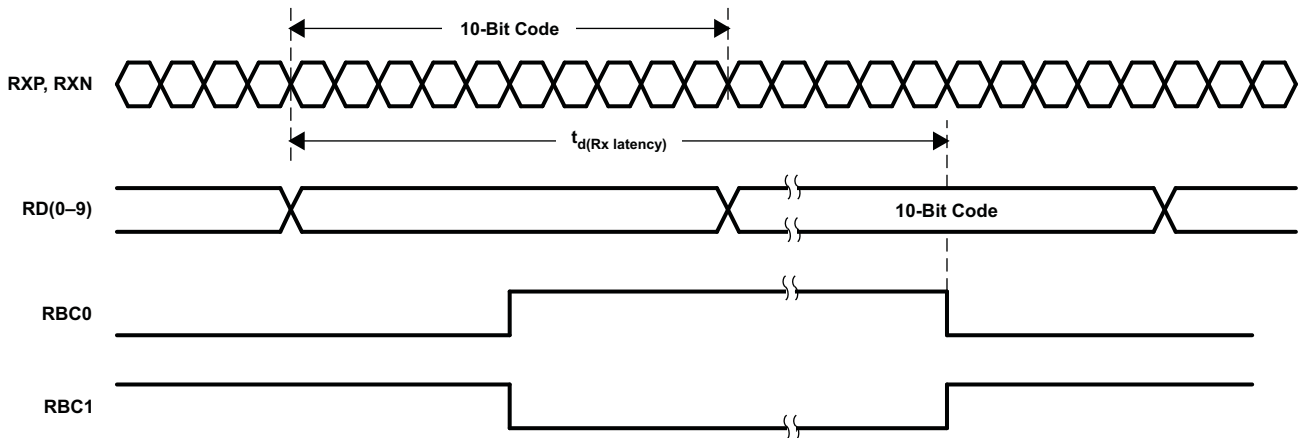 10-Bit Code
RXP, RXN
td(Rx latency)
RD(0–9)
10-Bit Code
RBC0
RBC1